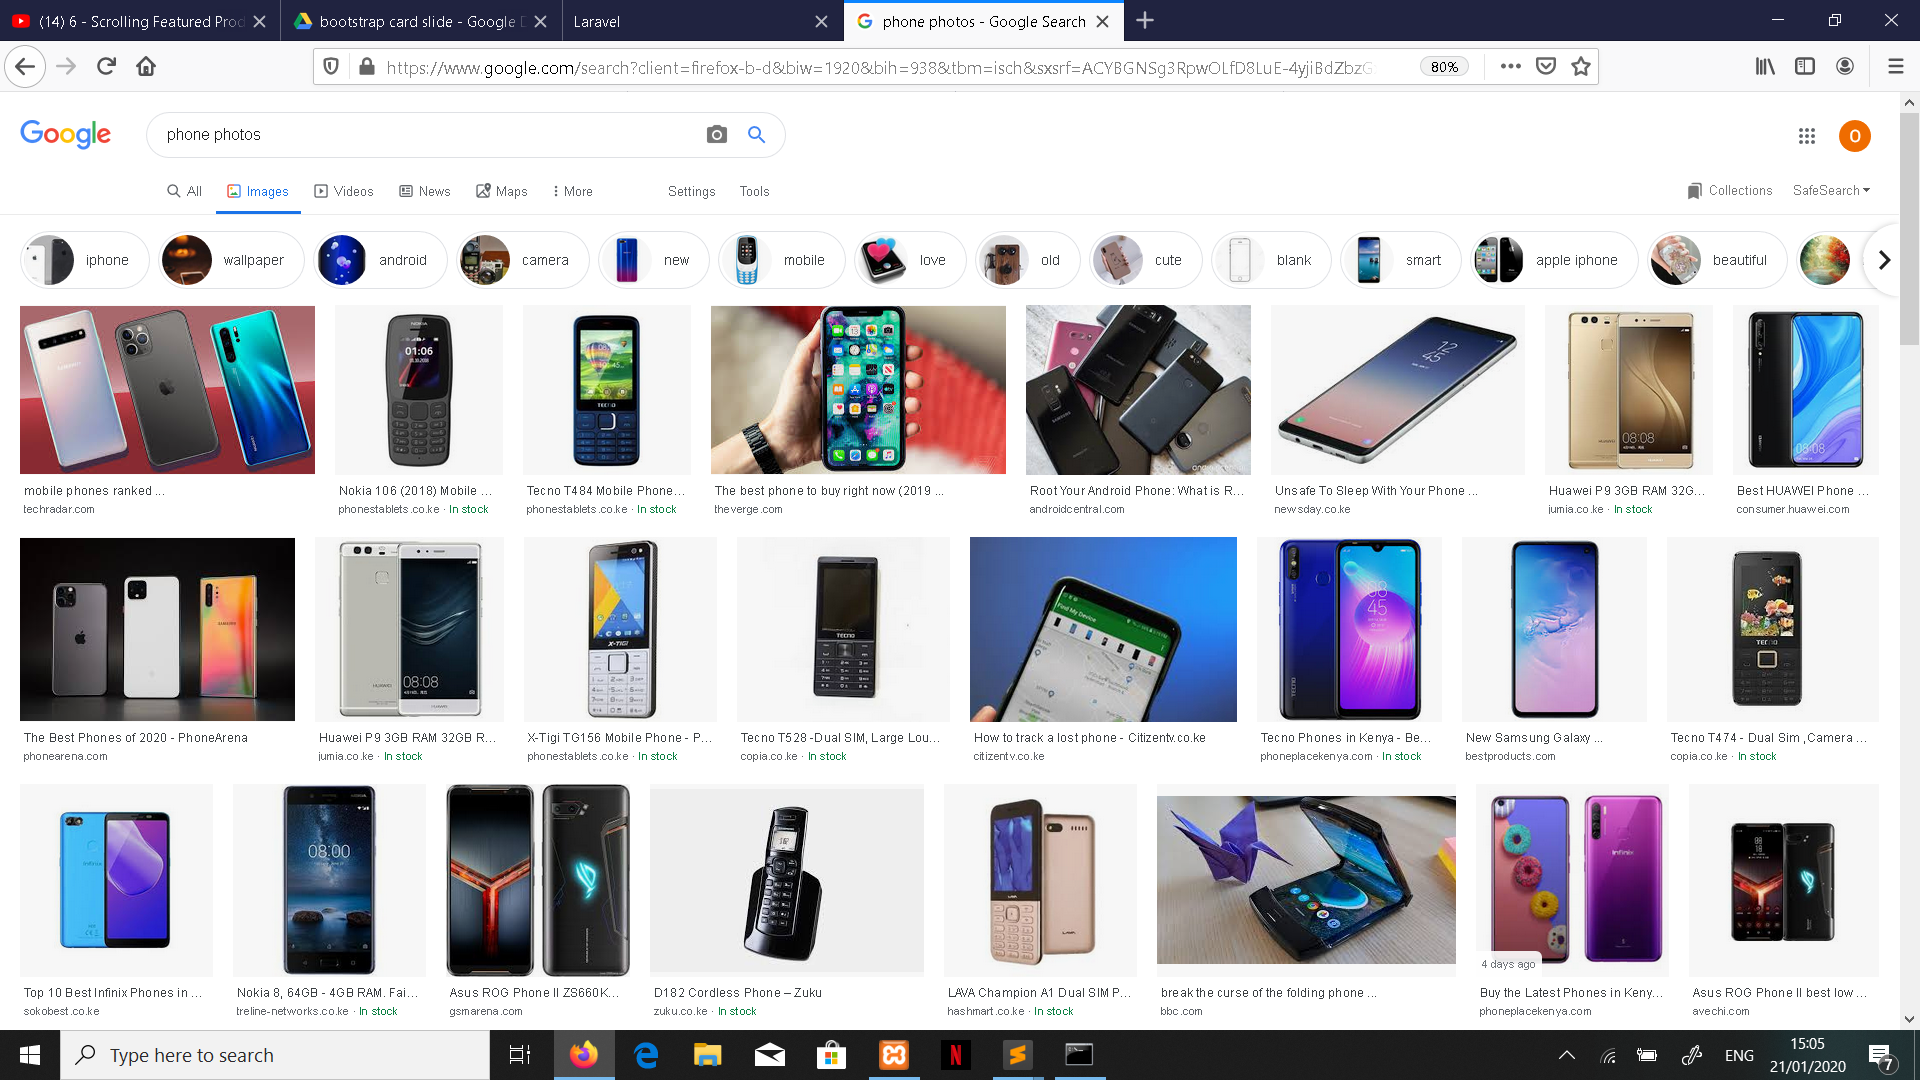 (14) 6 - Scrolling Featured Prod
bootstrap card slide - Google D
Laravel
phone photos - Google Search
https://www.google.com/search?client=firefox-b-d&biw=1920&bih=938&tbm=isch&sxsrf=ACYBGNSg3RpwOLfD8LuE-4yjiBdZbzG
80%
Google
phone photos
O
All
Images
Videos
News
Maps
More
Settings
Tools
Collections
SafeSearch
iphone
wallpaper
android
camera
new
mobile
love
old
cute
blank
smart
apple iphone
beautiful
mobile phones ranked ...
techradar.com
Nokia 106 (2018) Mobile ...
phonestablets.co.ke · In stock
Tecno T484 Mobile Phone...
phonestablets.co.ke · In stock
The best phone to buy right now (2019 ...
theverge.com
Root Your Android Phone: What is R...
androidcentral.com
Unsafe To Sleep With Your Phone ...
newsday.co.ke
Huawei P9 3GB RAM 32G...
jumia.co.ke · In stock
Best HUAWEI Phone ...
consumer.huawei.com
The Best Phones of 2020 - PhoneArena
phonearena.com
Huawei P9 3GB RAM 32GB R...
jumia.co.ke · In stock
X-Tigi TG156 Mobile Phone - P...
phonestablets.co.ke · In stock
Tecno T528 -Dual SIM, Large Lou...
copia.co.ke · In stock
How to track a lost phone - Citizentv.co.ke
citizentv.co.ke
Tecno Phones in Kenya - Be...
phoneplacekenya.com · In stock
New Samsung Galaxy ...
bestproducts.com
Tecno T474 - Dual Sim ,Camera ...
copia.co.ke · In stock
Top 10 Best Infinix Phones in ...
sokobest.co.ke
Nokia 8, 64GB - 4GB RAM. Fai...
treline-networks.co.ke · In stock
Asus ROG Phone II ZS660K...
gsmarena.com
D182 Cordless Phone – Zuku
zuku.co.ke · In stock
LAVA Champion A1 Dual SIM P...
hashmart.co.ke · In stock
break the curse of the folding phone ...
bbc.com
4 days ago
Buy the Latest Phones in Keny...
phoneplacekenya.com
Asus ROG Phone II best low ...
avechi.com
Type here to search
ENG
15:05
21/01/2020
7